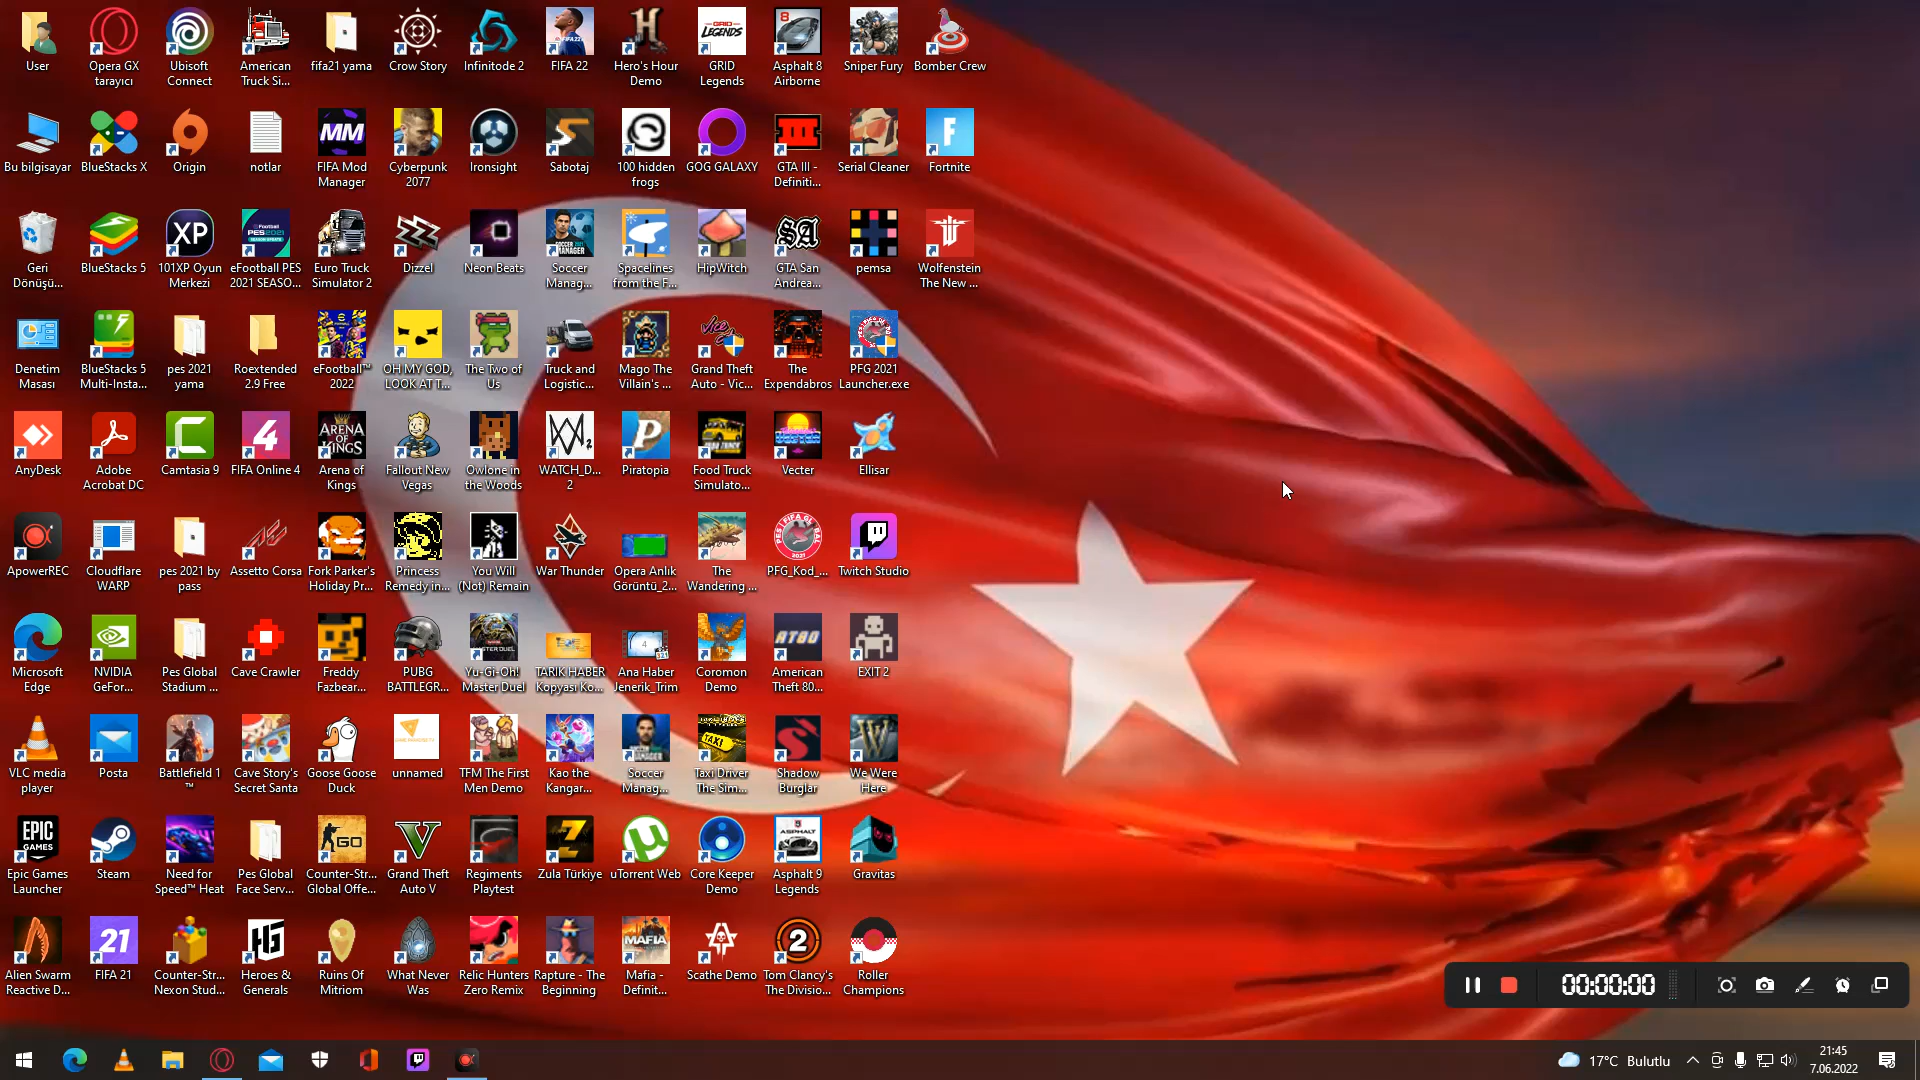 User
Opera GX
tarayıcı
Ubisoft
Connect
American
Truck Si...
fifa21 yama
Crow Story
Infinitode 2
FIFA 22
Hero's Hour
Demo
GRID
Legends
Asphalt 8
Airborne
Sniper Fury
Bomber Crew
Bu bilgisayar
BlueStacks X
Origin
notlar
FIFA Mod
Manager
Cyberpunk
2077
Ironsight
Sabotaj
100 hidden
frogs
GOG GALAXY
GTA III -
Definiti...
Serial Cleaner
Fortnite
Geri
Dönüşü...
BlueStacks 5
101XP Oyun
Merkezi
eFootball PES
2021 SEASO...
Euro Truck
Simulator 2
Dizzel
Neon Beats
Soccer
Manag...
Spacelines
from the F...
HipWitch
GTA San
Andrea...
pemsa
Wolfenstein
The New ...
Denetim
Masası
BlueStacks 5
Multi-Insta...
pes 2021
yama
Roextended
2.9 Free
eFootball™
2022
OH MY GOD,
LOOK AT T...
The Two of
Us
Truck and
Logistic...
Mago The
Villain's ...
Grand Theft
Auto - Vic...
The
Expendabros
PFG 2021
Launcher.exe
AnyDesk
Adobe
Acrobat DC
Camtasia 9
FIFA Online 4
Arena of
Kings
Fallout New
Vegas
Owlone in
the Woods
WATCH_D...
2
Piratopia
Food Truck
Simulato...
Vecter
Ellisar
ApowerREC
Cloudflare
WARP
pes 2021 by
pass
Assetto Corsa
Fork Parker's
Holiday Pr...
Princess
Remedy in...
You Will
(Not) Remain
War Thunder
Opera Anlık
Görüntü_2...
The
Wandering ...
PFG_Kod_...
Twitch Studio
Microsoft
Edge
NVIDIA
GeFor...
Pes Global
Stadium ...
Cave Crawler
Freddy
Fazbear...
PUBG
BATTLEGR...
Yu-Gi-Oh!
Master Duel
TARIK HABER
Kopyası Ko...
Ana Haber
Jenerik_Trim
Coromon
Demo
American
Theft 80...
EXIT 2
VLC media
player
Posta
Battlefield 1
™
Cave Story's
Secret Santa
Goose Goose
Duck
unnamed
TFM The First
Men Demo
Kao the
Kangar...
Soccer
Manag...
Taxi Driver
The Sim...
Shadow
Burglar
We Were
Here
Epic Games
Launcher
Steam
Need for
Speed™ Heat
Pes Global
Face Serv...
Counter-Str...
Global Offe...
Grand Theft
Auto V
Regiments
Playtest
Zula Türkiye
uTorrent Web
Core Keeper
Demo
Asphalt 9
Legends
Gravitas
Alien Swarm
Reactive D...
FIFA 21
Counter-Str...
Nexon Stud...
Heroes &
Generals
Ruins Of
Mitriom
What Never
Was
Relic Hunters
Zero Remix
Rapture - The
Beginning
Mafia -
Definit...
Scathe Demo
Tom Clancy's
The Divisio...
Roller
Champions
00:00:00
17°C Bulutlu
21:45
7.06.2022